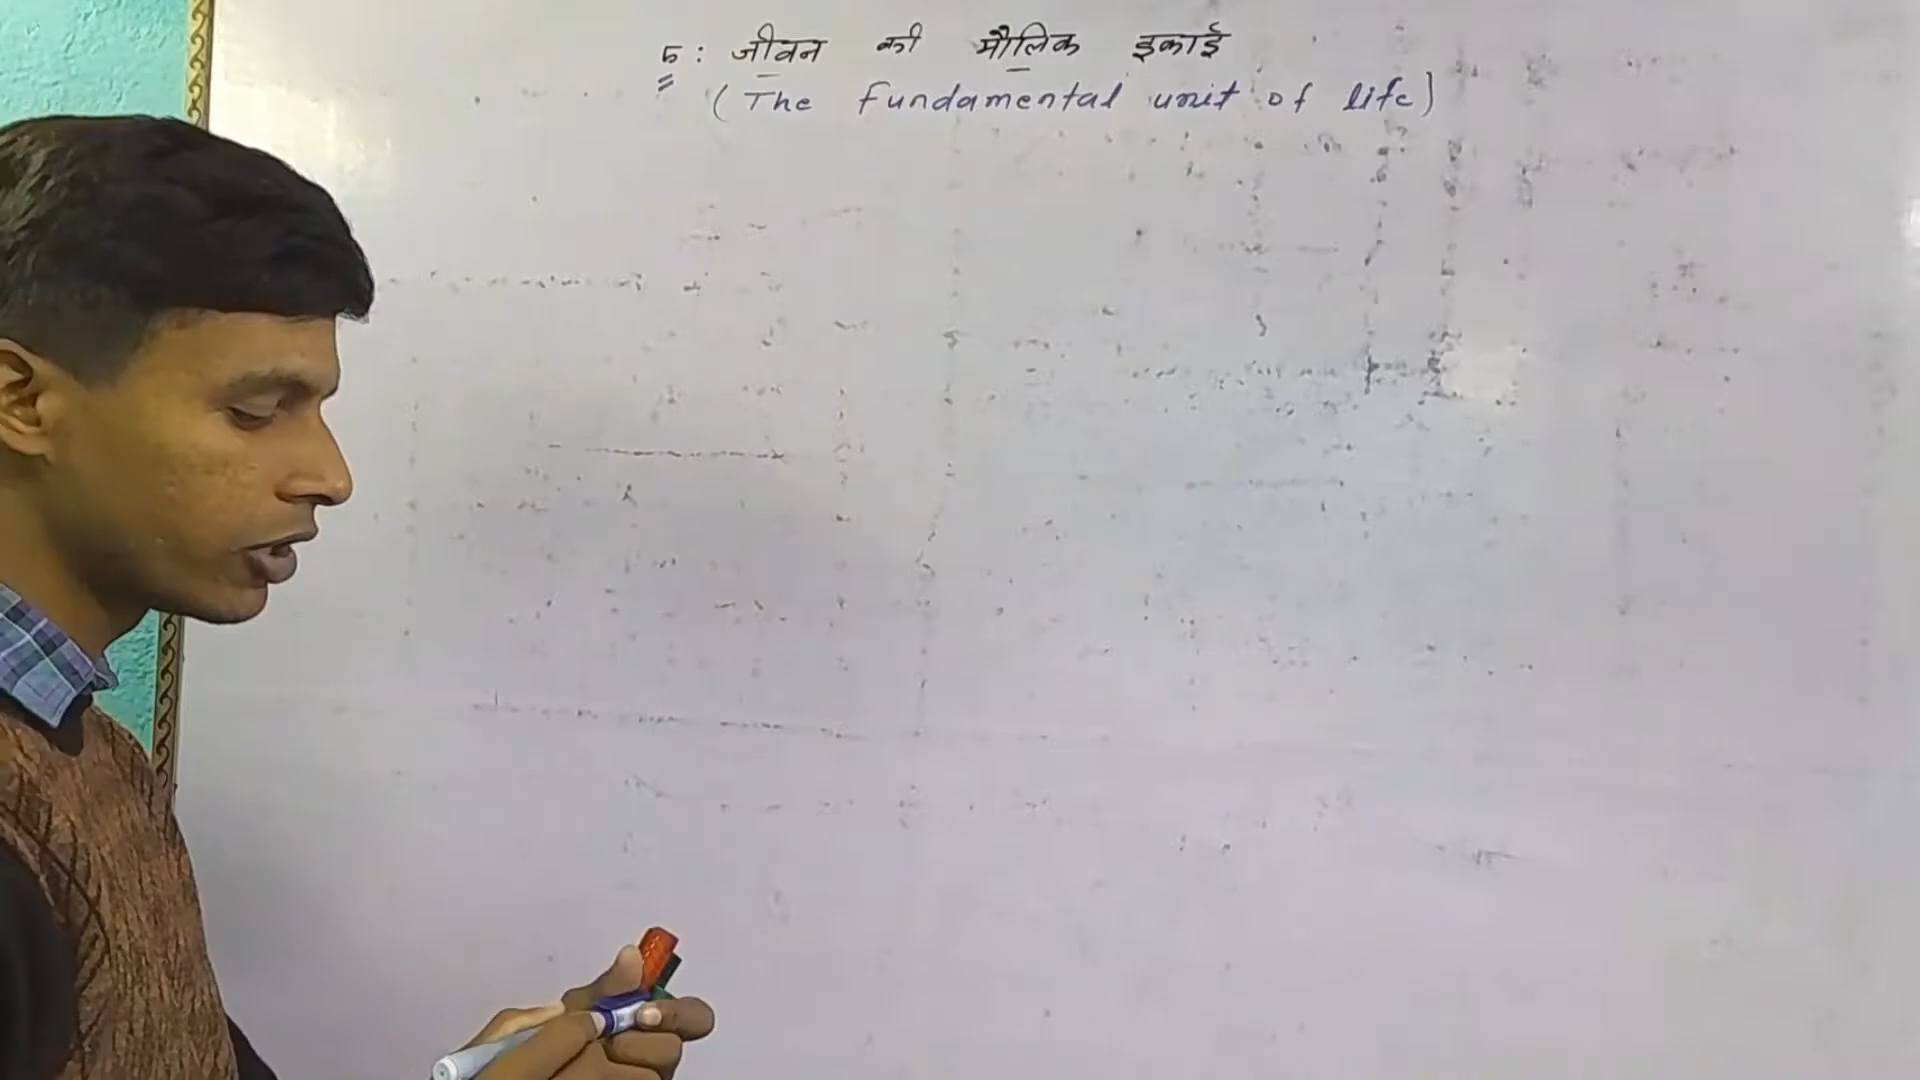 5: जीवन की मौलिक इकाई
(The fundamental unit of life)